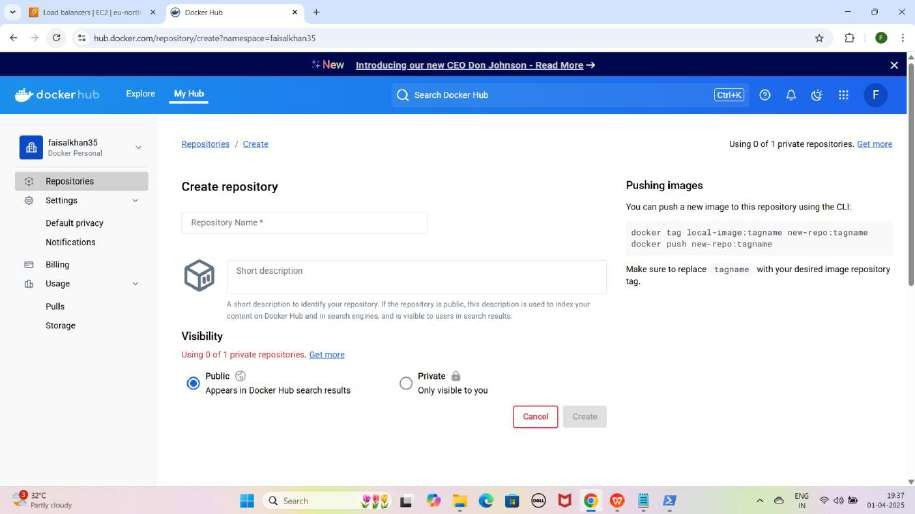 Load balancers | EC2 | eu-north
Docker Hub
hub.docker.com/repository/create?namespace=faisalkhan35
F
New Introducing our new CEO Don Johnson - Read More →
dockerhub
Explore
My Hub
Search Docker Hub
Ctrl+K
F
faisalkhan35
Docker Personal
Repositories
Settings
Default privacy
Notifications
Billing
Usage
Pulls
Storage
Repositories / Create
Using 0 of 1 private repositories. Get more
Create repository
Repository Name *
Short description
A short description to identify your repository. If the repository is public, this description is used to index your
content on Docker Hub and in search engines, and is visible to users in search results.
Visibility
Using 0 of 1 private repositories. Get more
Public
Appears in Docker Hub search results
Private
Only visible to you
Cancel
Create
Pushing images
You can push a new image to this repository using the CLI:
docker tag local-image:tagname new-repo:tagname
docker push new-repo:tagname
Make sure to replace tagname with your desired image repository
tag.
3
32°C
Partly cloudy
Search
DELL
ENG
IN
19:37
01-04-2025